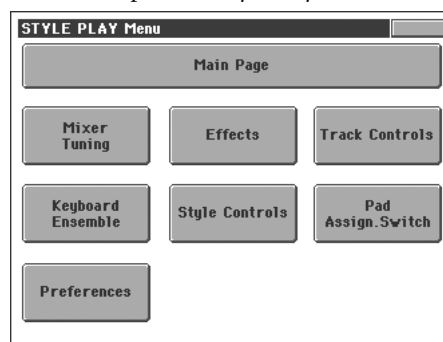 STYLE PLAY Menu
Main Page
Mixer
Tuning
Effects
Track Controls
Keyboard
Ensemble
Style Controls
Pad
Assign.Switch
Preferences